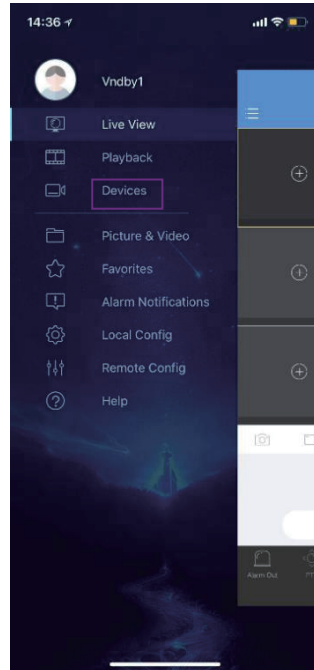 14:36
Vndby1
Live View
Playback
Devices
Picture & Video
Favorites
Alarm Notifications
Local Config
Remote Config
Help
Alarm Out